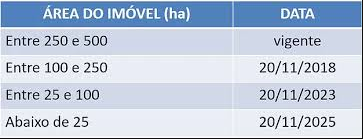 ÁREA DO IMÓVEL (ha) DATA
Entre 250 e 500 vigente
Entre 100 e 250 20/11/2018
Entre 25 e 100 20/11/2023
Abaixo de 25 20/11/2025